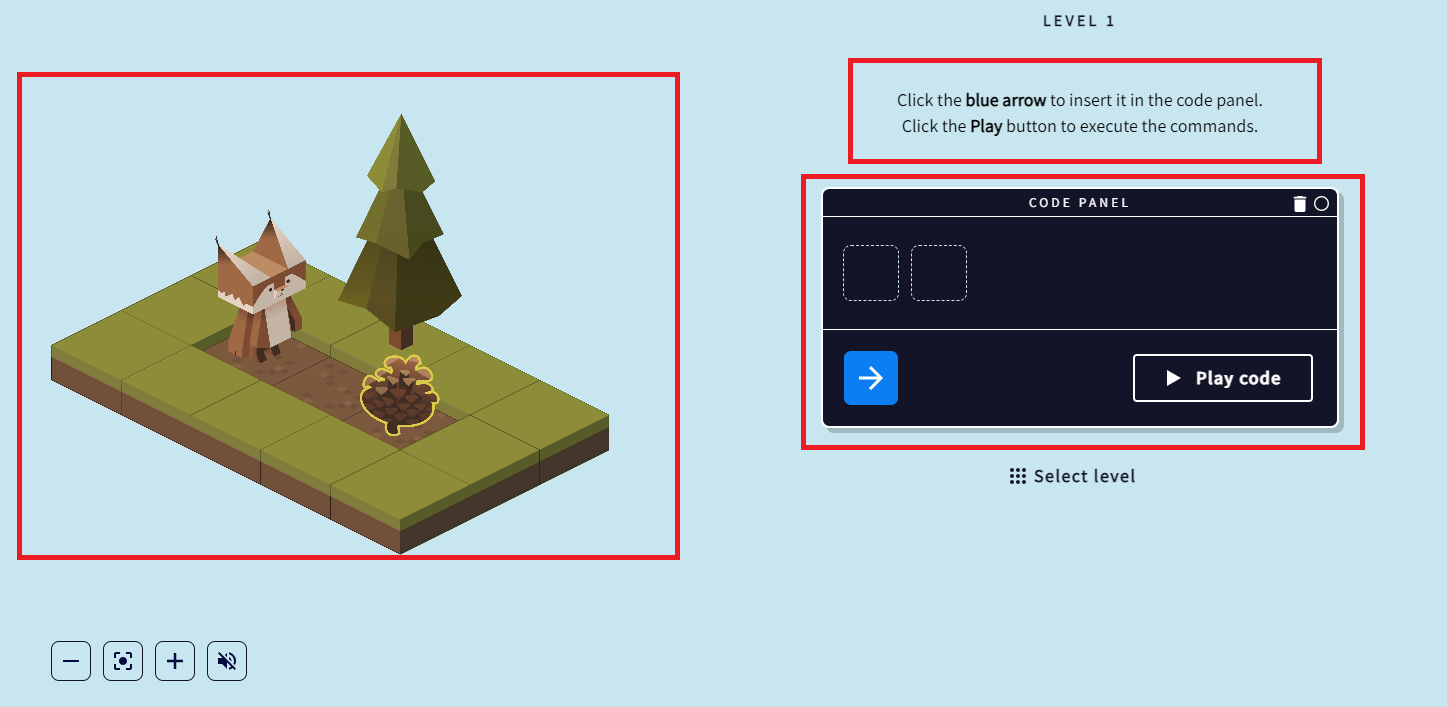 LEVEL 1
Click the blue arrow to insert it in the code panel.
Click the Play button to execute the commands.
CODE PANEL
Play code
Select level